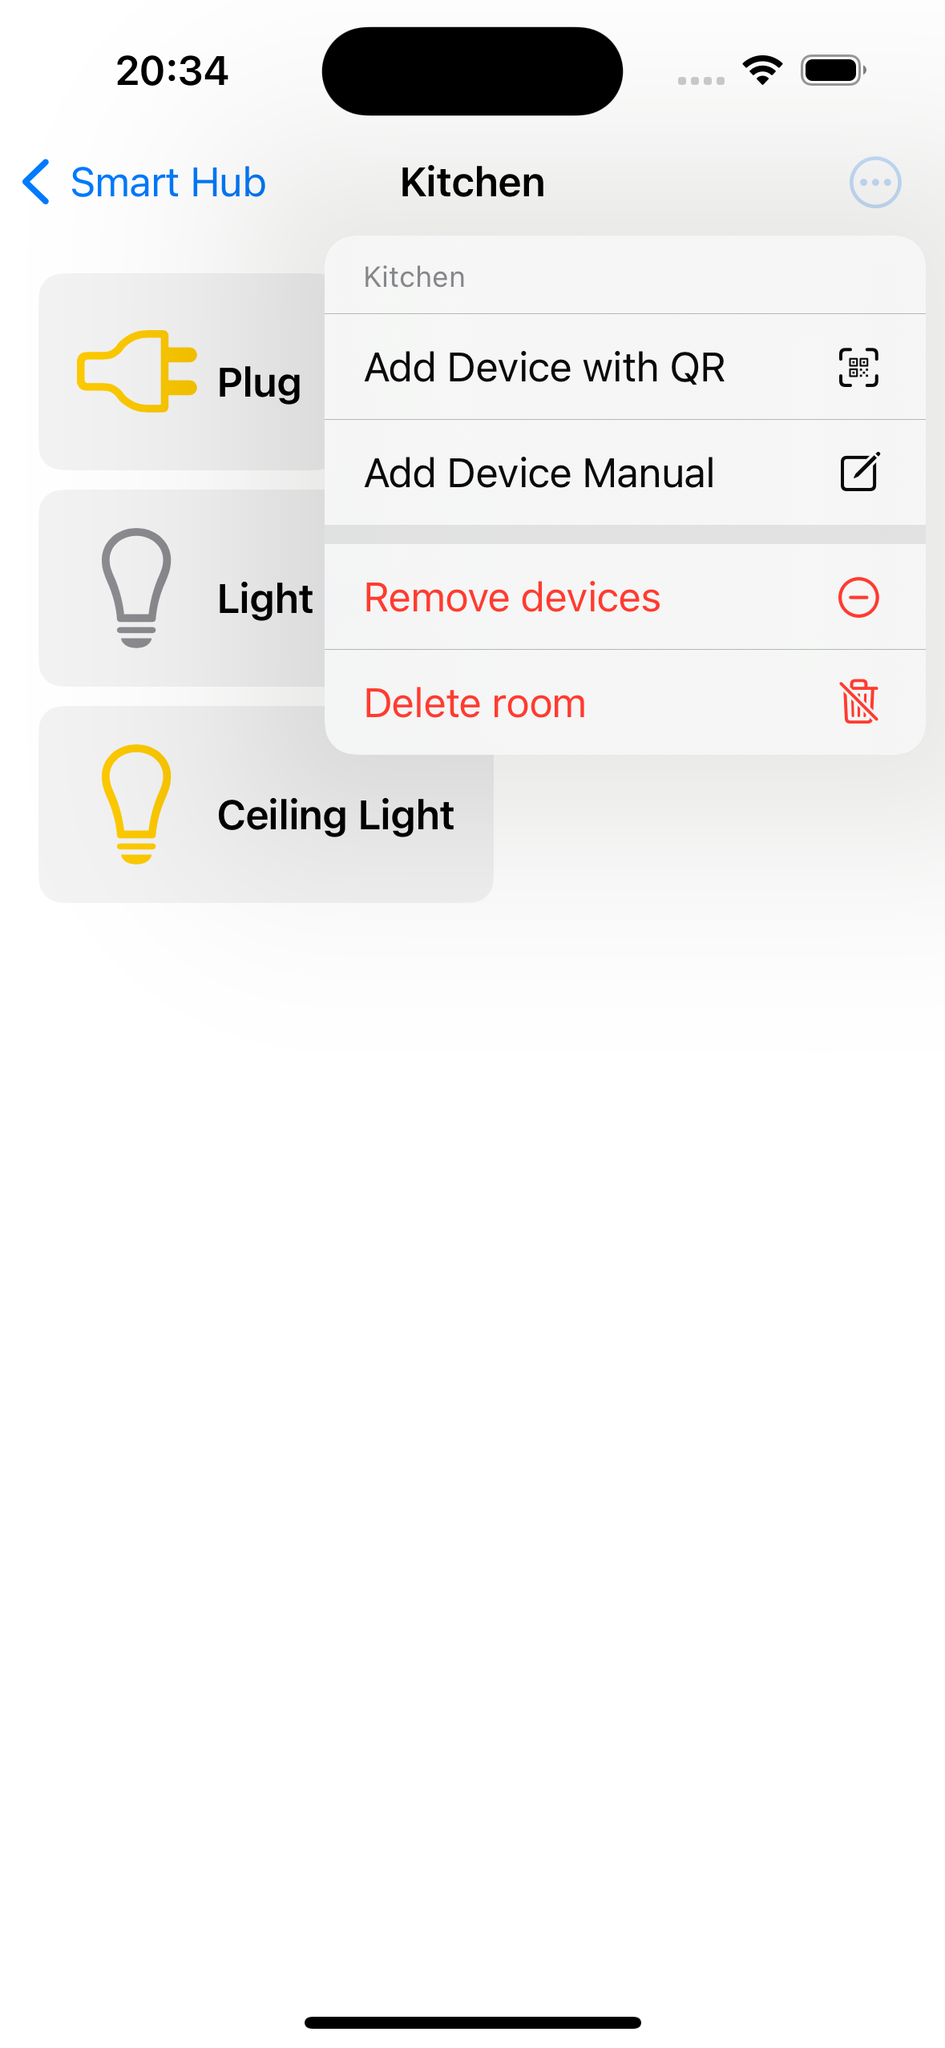 20:34
Smart Hub
Kitchen
Kitchen
Add Device with QR
Add Device Manual
Remove devices
Delete room
Plug
Light
Ceiling Light